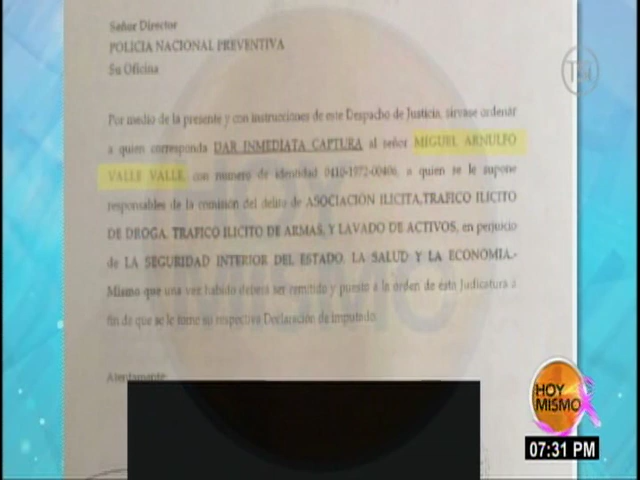 Señor Director
POLICIA NACIONAL PREVENTIVA
Su Oficina
Por medio de la presente y con instrucciones de este Despacho de Justicia, sírvase ordenar
a quien corresponda DAR INMEDIATA CAPTURA al señor MIGUEL ARNULFO
VALLE VALLE, con numero de identidad 0410-1972-00406, a quien se le supone
responsables de la comisión del delito de ASOCIACIÓN ILICITA,TRAFICO ILICITO
DE DROGA, TRAFICO ILICITO DE ARMAS, Y LAVADO DE ACTIVOS, en perjuicio
de LA SEGURIDAD INTERIOR DEL ESTADO, LA SALUD Y LA ECONOMIA.-
Mismo que una vez habido deberá ser remitido y puesto a la orden de esta Judicatura a
fin de que se le tome su respectiva Declaración de imputado.
Atentamente
HOY
MISMO
HOY
MISMO
07:31 PM